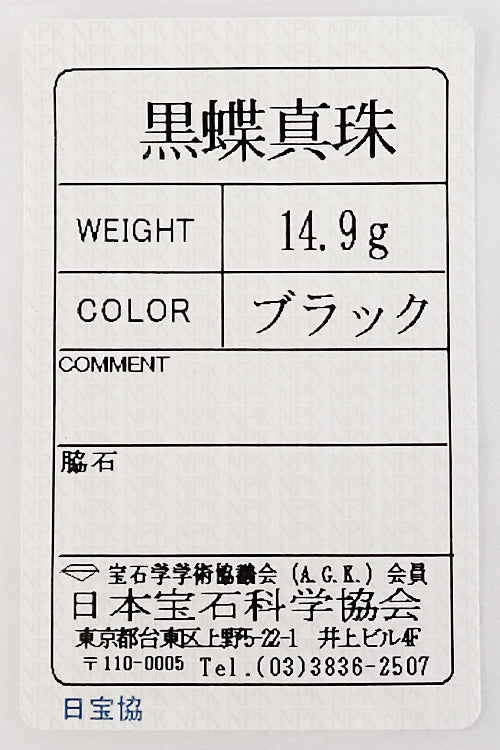 黒蝶真珠
WEIGHT 14.9g
COLOR ブラック
COMMENT
脇石
宝石学学術協議会 (A.G.K.) 会員
日本宝石科学協会
東京都台東区上野5-22-1 井上ビル4F
〒110-0005 Tel.(03)3836-2507
日宝協